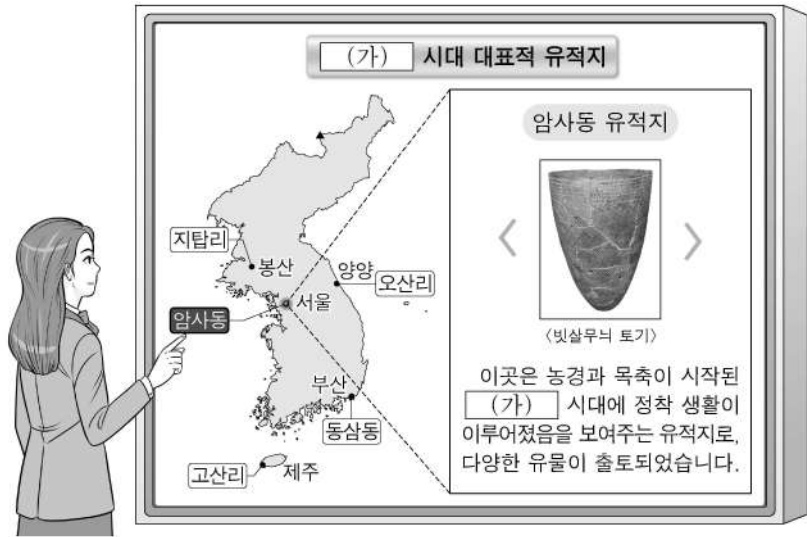 (가) 시대 대표적 유적지
암사동 유적지
지탑리
봉산
양양
오산리
암사동
서울
부산
동삼동
고산리
제주
〈빗살무늬 토기〉
이곳은 농경과 목축이 시작된
(가) 시대에 정착 생활이
이루어졌음을 보여주는 유적지로,
다양한 유물이 출토되었습니다.